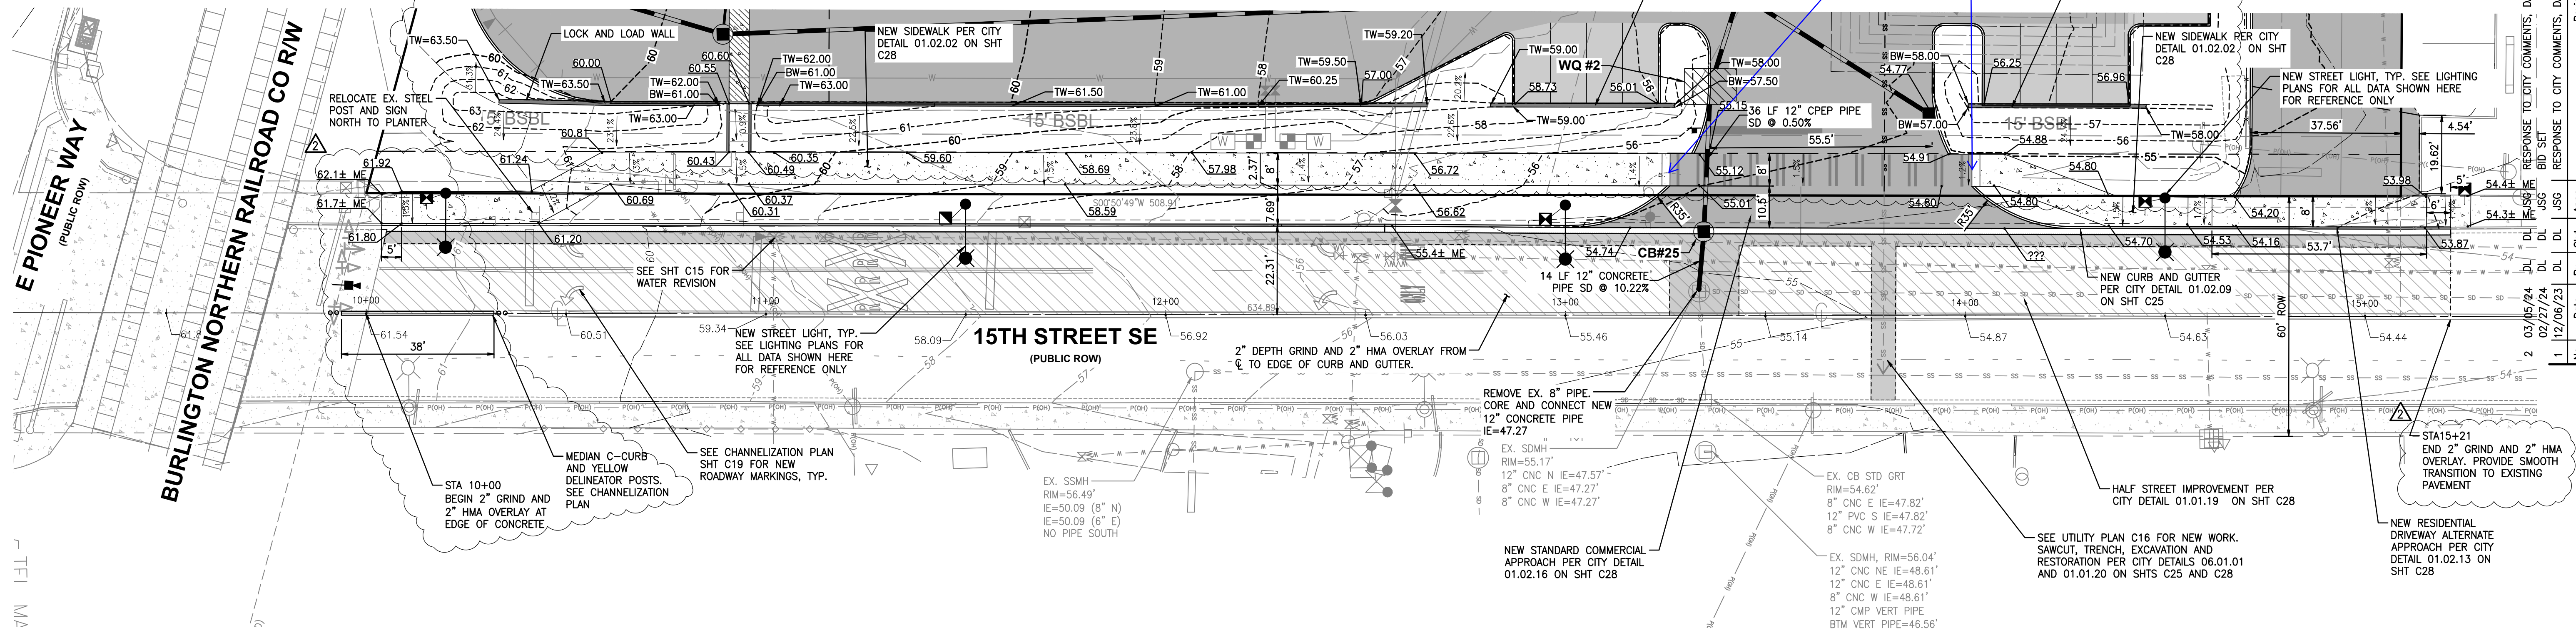 E PIONEER WAY
(PUBLIC ROW)
BURLINGTON NORTHERN RAILROAD CO R/W
LOCK AND LOAD WALL
NEW SIDEWALK PER CITY
DETAIL 01.02.02 ON SHT
C28
TW=63.50
60.00
TW=63.50
60.60
60.55
TW=62.00
BW=61.00
TW=63.00
TW=62.00
BW=61.00
TW=63.00
TW=61.50
TW=61.00
TW=60.25
TW=59.50
TW=59.20
57.00
TW=59.00
WQ #2
58.73
56.01
TW=59.00
TW=58.00
BW=57.50
56.15
36 LF 12" CPEP PIPE
SD @ 0.50%
55.5'
BW=58.00
54.77
56.25
56.96
BW=57.00
TW=58.00
NEW SIDEWALK PER CITY
DETAIL 01.02.02 ON SHT
C28
NEW STREET LIGHT, TYP. SEE LIGHTING
PLANS FOR ALL DATA SHOWN HERE
FOR REFERENCE ONLY
37.56'
4.54'
19.62'
RELOCATE EX. STEEL
POST AND SIGN
NORTH TO PLANTER
15' BSBL
15' BSBL
2
61.92
61.24
60.81
62.1± ME
61.7± ME
61.80
5'
61.20
60.69
60.43
60.49
60.37
60.31
60.35
59.60
58.69
58.59
57.98
2.37'
8'
7.69'
S00°50'49"W 508.91'
56.72
56.62
55.12
55.01
8'
10.5'
R35'
R35'
54.91
54.88
54.80
54.80
54.80
54.20
53.98
5'
6'
54.4± ME
54.3± ME
8'
53.7'
53.87
54.16
54.53
54.70
???
55.4± ME
54.74
CB#25
14 LF 12" CONCRETE
PIPE SD @ 10.22%
SEE SHT C15 FOR
WATER REVISION
22.31'
634.89
NEW CURB AND GUTTER
PER CITY DETAIL 01.02.09
ON SHT C25
10+00
11+00
12+00
13+00
14+00
15+00
61.54
60.51
59.34
58.09
56.92
56.03
55.46
55.14
54.87
54.63
54.44
38'
60' ROW
NEW STREET LIGHT, TYP.
SEE LIGHTING PLANS FOR
ALL DATA SHOWN HERE
FOR REFERENCE ONLY
15TH STREET SE
(PUBLIC ROW)
2" DEPTH GRIND AND 2" HMA OVERLAY FROM
℄ TO EDGE OF CURB AND GUTTER.
REMOVE EX. 8" PIPE.
CORE AND CONNECT NEW
12" CONCRETE PIPE
IE=47.27
STA 10+00
BEGIN 2" GRIND AND
2" HMA OVERLAY AT
EDGE OF CONCRETE
MEDIAN C-CURB
AND YELLOW
DELINEATOR POSTS.
SEE CHANNELIZATION
PLAN
SEE CHANNELIZATION PLAN
SHT C19 FOR NEW
ROADWAY MARKINGS, TYP.
EX. SSMH
RIM=56.49'
IE=50.09 (8" N)
IE=50.09 (6" E)
NO PIPE SOUTH
EX. SDMH
RIM=55.17'
12" CNC N IE=47.57'
8" CNC E IE=47.27'
8" CNC W IE=47.27'
NEW STANDARD COMMERCIAL
APPROACH PER CITY DETAIL
01.02.16 ON SHT C28
EX. CB STD GRT
RIM=54.62'
8" CNC E IE=47.82'
12" PVC S IE=47.82'
8" CNC W IE=47.72'
EX. SDMH, RIM=56.04'
12" CNC NE IE=48.61'
12" CNC E IE=48.61'
8" CNC W IE=48.61'
12" CMP VERT PIPE
BTM VERT PIPE=46.56'
HALF STREET IMPROVEMENT PER
CITY DETAIL 01.01.19 ON SHT C28
SEE UTILITY PLAN C16 FOR NEW WORK.
SAWCUT, TRENCH, EXCAVATION AND
RESTORATION PER CITY DETAILS 06.01.01
AND 01.01.20 ON SHTS C25 AND C28
NEW RESIDENTIAL
DRIVEWAY ALTERNATE
APPROACH PER CITY
DETAIL 01.02.13 ON
SHT C28
2
STA15+21
END 2" GRIND AND 2" HMA
OVERLAY. PROVIDE SMOOTH
TRANSITION TO EXISTING
PAVEMENT
2 03/05/24 DL DL JSG RESPONSE TO CITY COMMENTS,
02/27/24 DL DL JSG BID SET
1 12/06/23 DL DL JSG RESPONSE TO CITY COMMENTS,